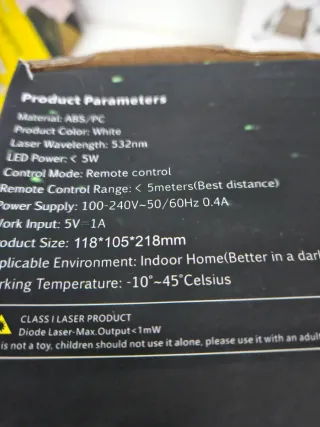 Product Parameters
Material: ABS/PC
Product Color: White
Laser Wavelength: 532nm
LED Power: < 5W
Control Mode: Remote control
Remote Control Range: < 5meters(Best distance)
Power Supply: 100-240V~50/60Hz 0.4A
Work Input: 5V⎓1A
oduct Size: 118*105*218mm
plicable Environment: Indoor Home(Better in a dar
rking Temperature: -10°~45°Celsius
CLASS I LASER PRODUCT
Diode Laser-Max.Output<1mW
is not a toy, children should not use it alone, please use it with an adul